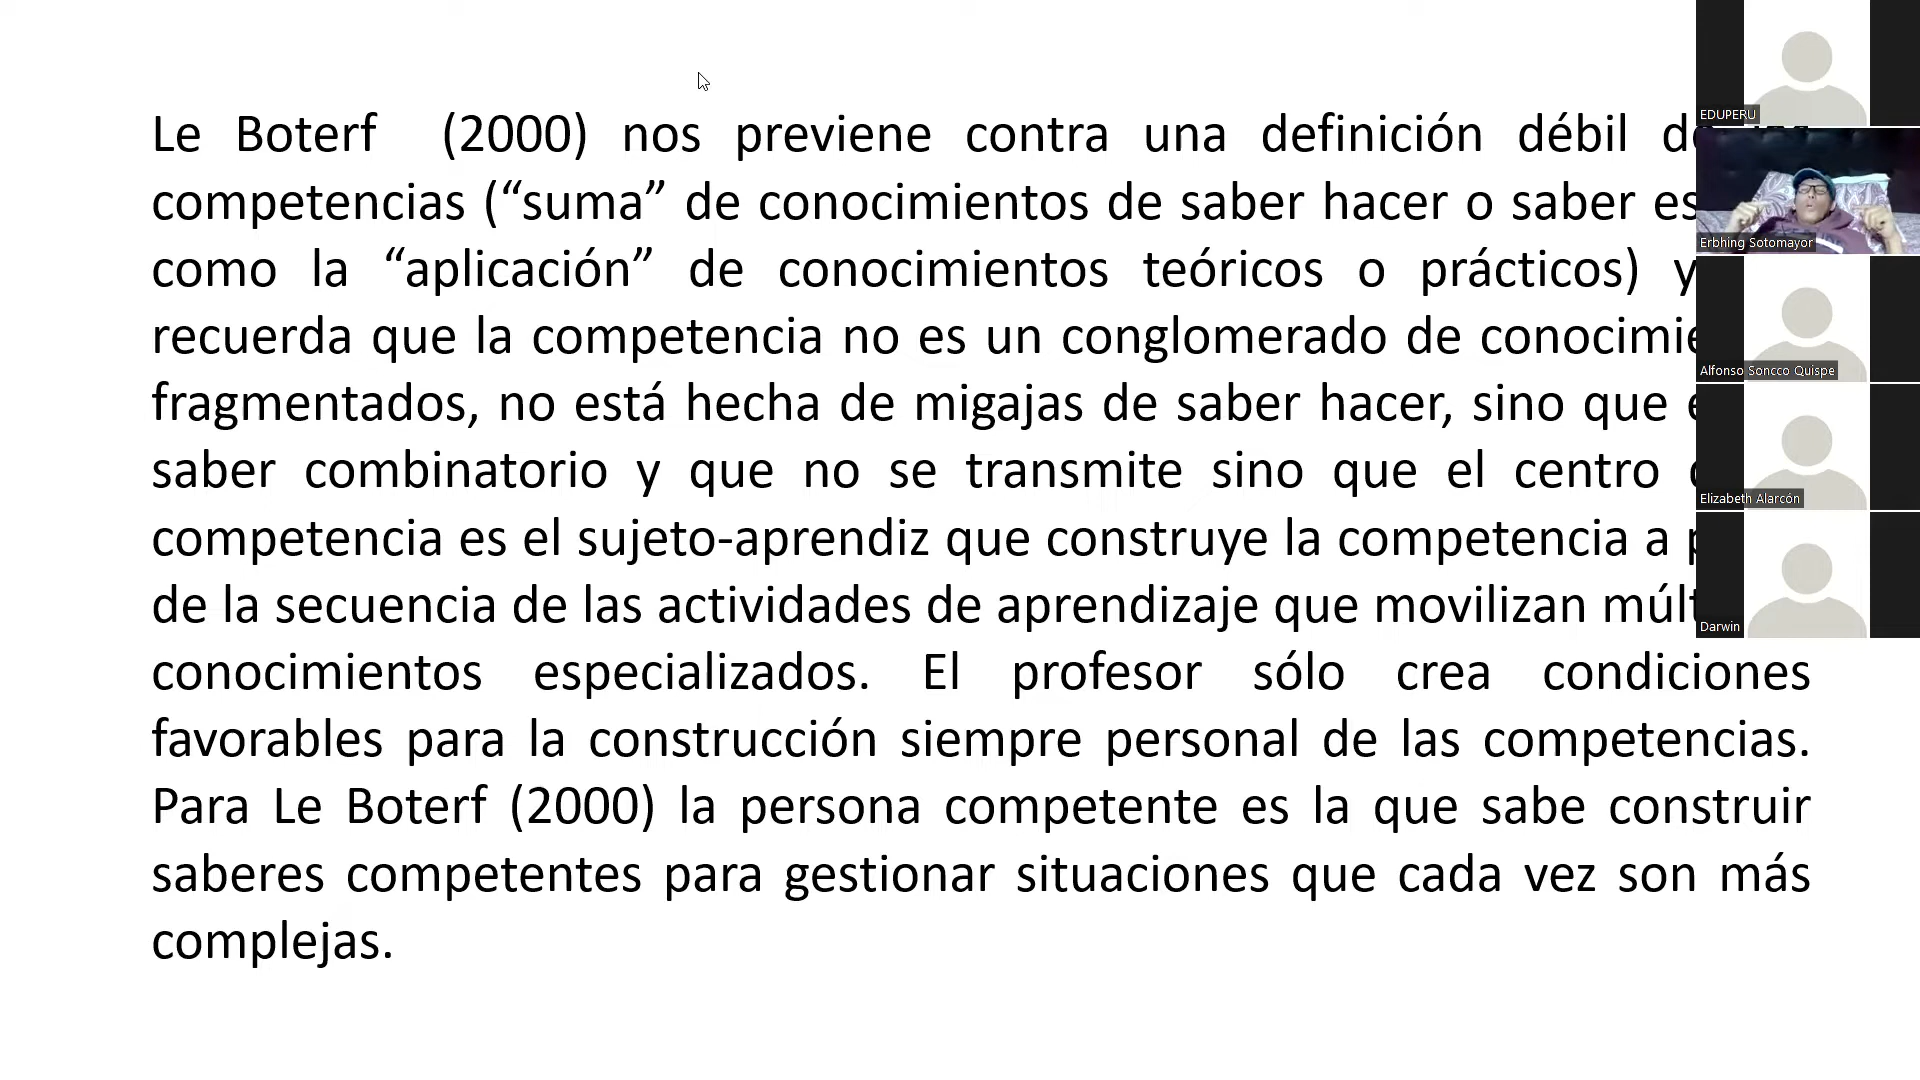 Le Boterf (2000) nos previene contra una definición débil
competencias (“suma” de conocimientos de saber hacer o saber
como la “aplicación” de conocimientos teóricos o prácticos) y
recuerda que la competencia no es un conglomerado de
fragmentados, no está hecha de migajas de saber hacer, sino que
saber combinatorio y que no se transmite sino que el centro
competencia es el sujeto-aprendiz que construye la competencia a
de la secuencia de las actividades de aprendizaje que movilizan
conocimientos especializados. El profesor sólo crea condiciones
favorables para la construcción siempre personal de las competencias.
Para Le Boterf (2000) la persona competente es la que sabe construir
saberes competentes para gestionar situaciones que cada vez son más
complejas.
EDUPERU
Erbhing Sotomayor
Alfonso Soncco Quispe
Elizabeth Alarcón
Darwin